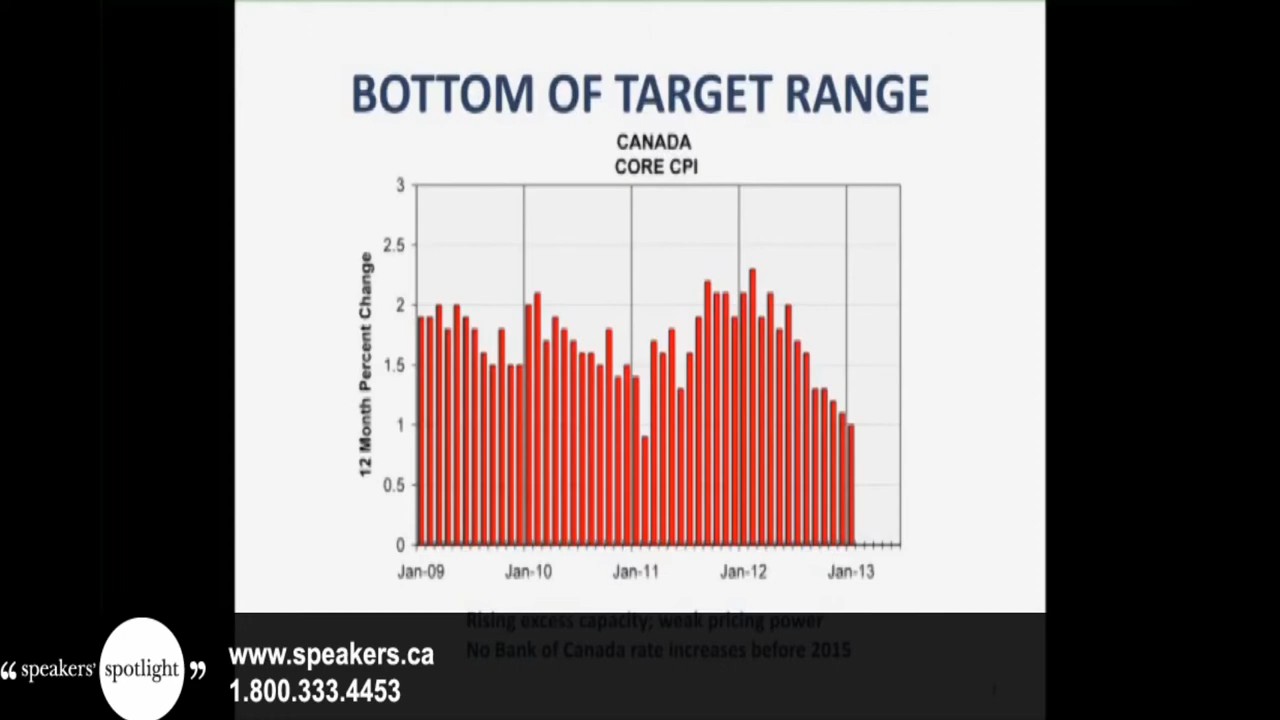 BOTTOM OF TARGET RANGE
CANADA
CORE CPI
12 Month Percent Change
3
2.5
2
1.5
1
0.5
0
Jan-09 Jan-10 Jan-11 Jan-12 Jan-13
Rising excess capacity; weak pricing power
No Bank of Canada rate increases before 2015
“ speakers' spotlight ”
www.speakers.ca
1.800.333.4453